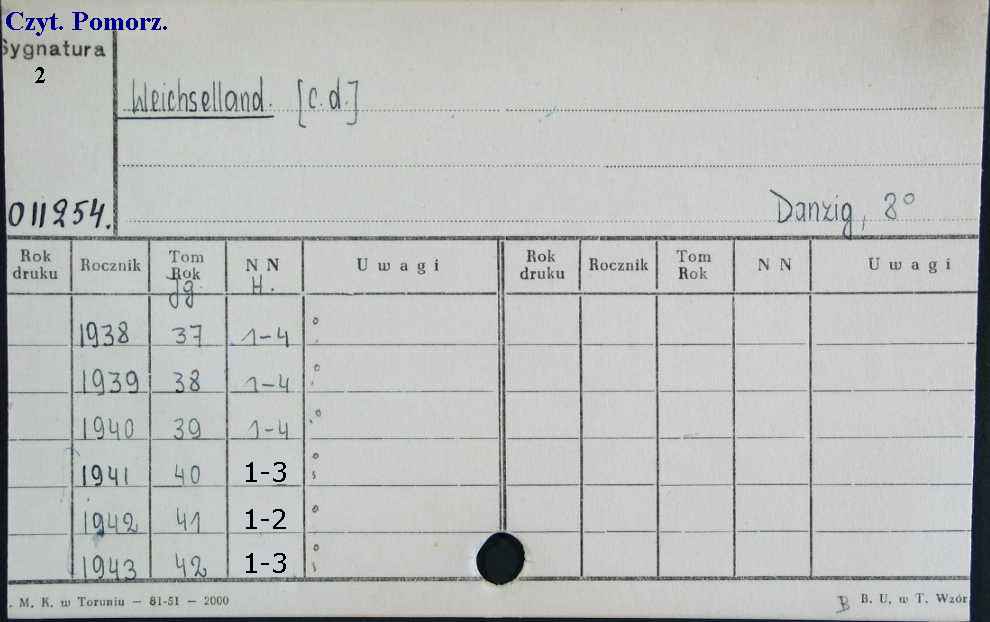 Czyt. Pomorz.
Sygnatura
2
Weichselland. [c.d.]
011254.
Danzig, 8°
Rok druku Rocznik Tom Rok N N U w a g i Rok druku Rocznik Tom Rok N N U w a g i
Jg. H.
1938 37 1-4
1939 38 1-4
1940 39 1-4
1941 40 1-3
1942 41 1-2
1943 42 1-3
. M. K. w Toruniu — 81-51 — 2000
B B. U. w T. Wzór